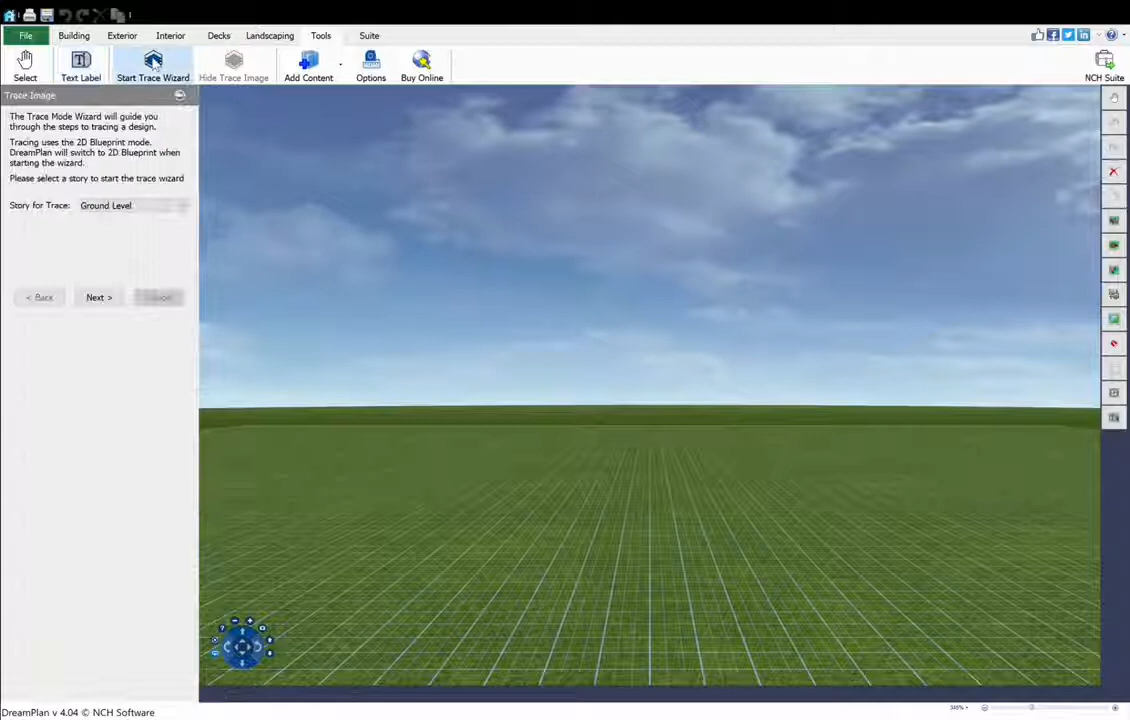 File Building Exterior Interior Decks Landscaping Tools Suite
Select Text Label Start Trace Wizard Hide Trace Image Add Content Options Buy Online NCH Suite
Trace Image
The Trace Mode Wizard will guide you
through the steps to tracing a design.
Tracing uses the 2D Blueprint mode.
DreamPlan will switch to 2D Blueprint when
starting the wizard.
Please select a story to start the trace wizard
Story for Trace: Ground Level
< Back Next >
DreamPlan v 4.04 © NCH Software